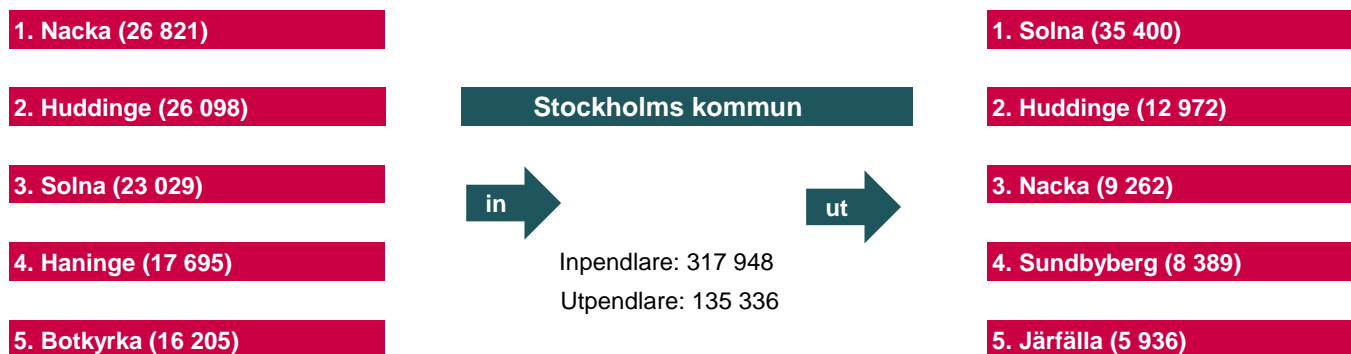 1. Nacka (26 821)
2. Huddinge (26 098)
3. Solna (23 029)
4. Haninge (17 695)
5. Botkyrka (16 205)
Stockholms kommun
in
ut
Inpendlare: 317 948
Utpendlare: 135 336
1. Solna (35 400)
2. Huddinge (12 972)
3. Nacka (9 262)
4. Sundbyberg (8 389)
5. Järfälla (5 936)